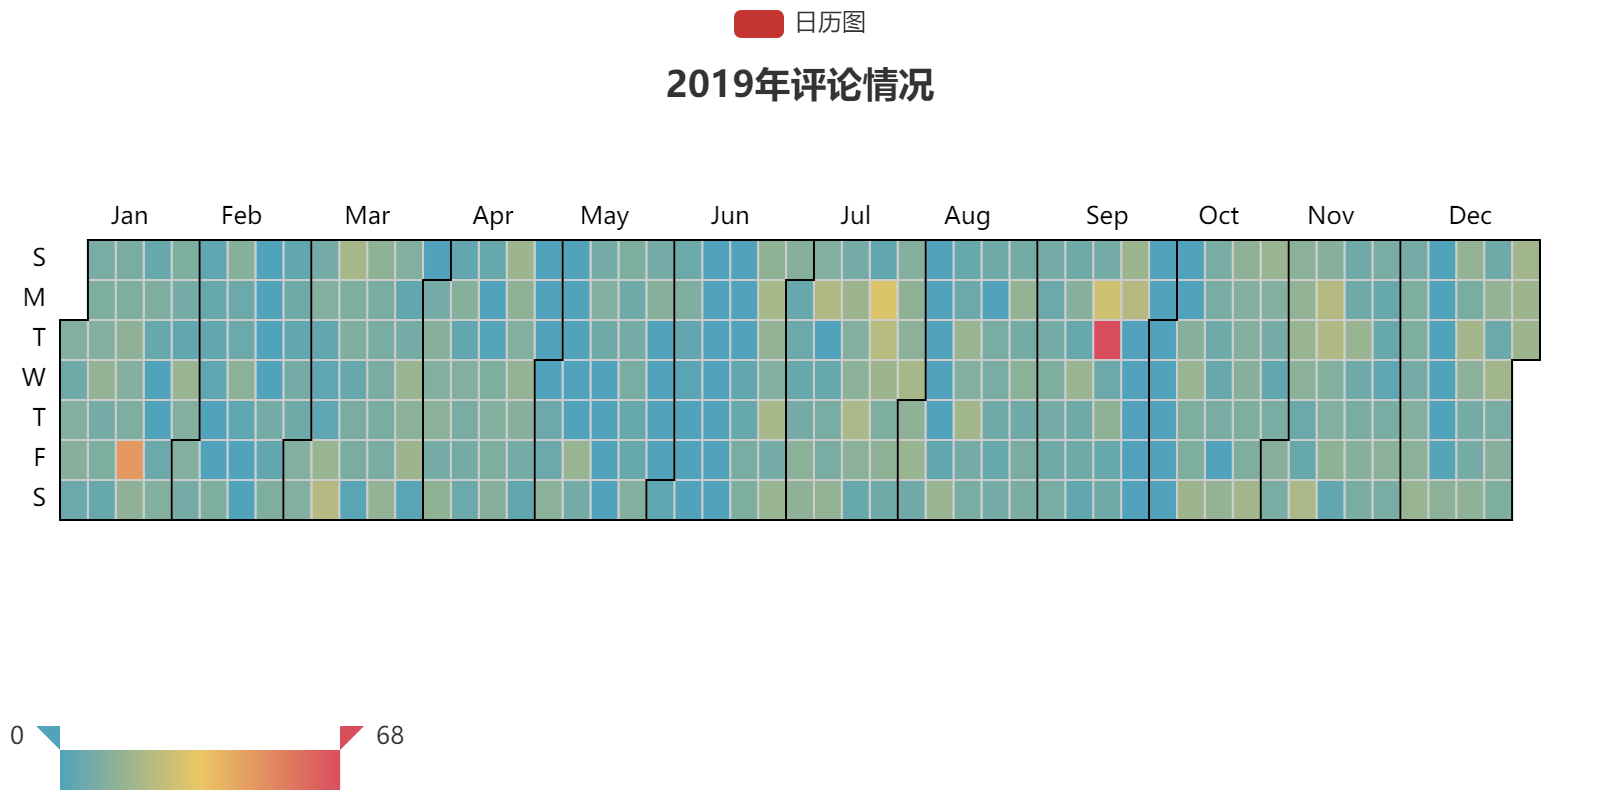 日历图
2019年评论情况
Jan Feb Mar Apr May Jun Jul Aug Sep Oct Nov Dec
S
M
T
W
T
F
S
0 68